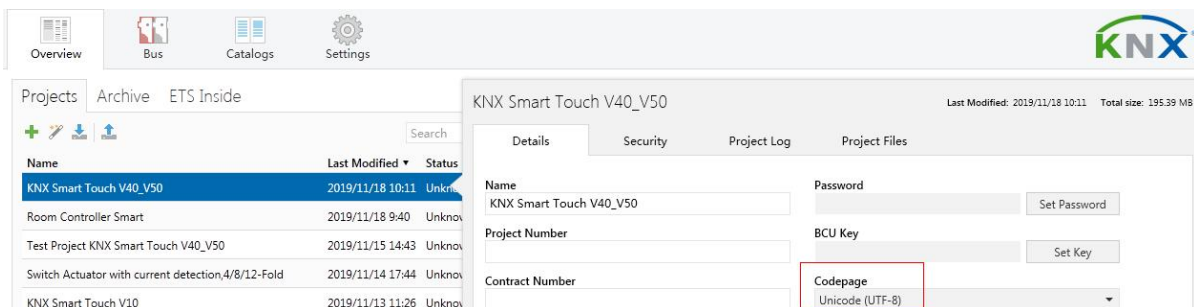 Overview Bus Catalogs Settings
KNX
Projects Archive ETS Inside
Search
Name Last Modified Status
KNX Smart Touch V40_V50 2019/11/18 10:11
Room Controller Smart 2019/11/18 9:40
Test Project KNX Smart Touch V40_V50 2019/11/15 14:43
Switch Actuator with current detection,4/8/12-Fold 2019/11/14 17:44
KNX Smart Touch V10 2019/11/13 11:26
KNX Smart Touch V40_V50 Last Modified: 2019/11/18 10:11 Total size: 195.39 MB
Details Security Project Log Project Files
Name Password
KNX Smart Touch V40_V50 Set Password
Project Number BCU Key
Set Key
Contract Number Codepage
Unicode (UTF-8)